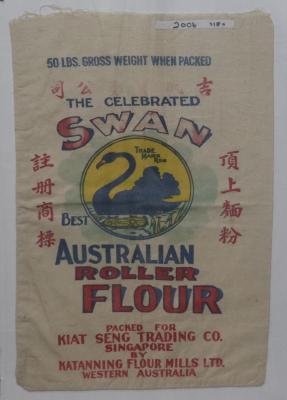 2006
50 LBS. GROSS WEIGHT WHEN PACKED
司 公 吉
THE CELEBRATED
SWAN
TRADE
MARK
REG
註册商標
頂上麵粉
BEST
AUSTRALIAN
ROLLER
FLOUR
PACKED FOR
KIAT SENG TRADING CO.
SINGAPORE
BY
KATANNING FLOUR MILLS LTD.
WESTERN AUSTRALIA